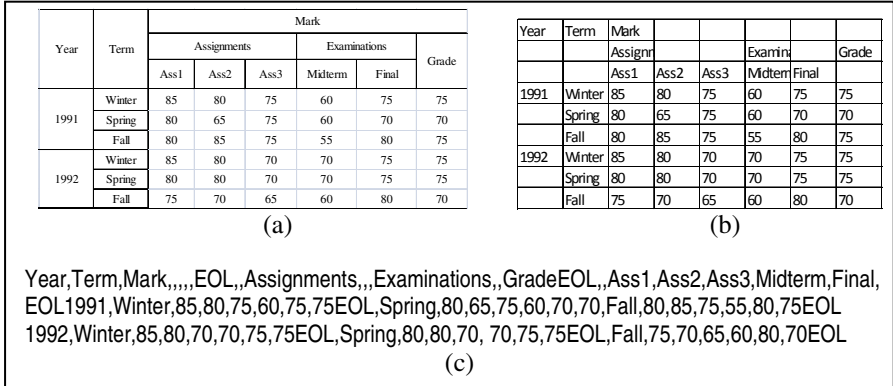 Mark
Year Term Assignments Examinations Grade
Ass1 Ass2 Ass3 Midterm Final
1991 Winter 85 80 75 60 75 75
Spring 80 65 75 60 70 70
Fall 80 85 75 55 80 75
1992 Winter 85 80 70 70 75 75
Spring 80 80 70 70 75 75
Fall 75 70 65 60 80 70
(a)
Year Term Mark
Assignn Examina Grade
Ass1 Ass2 Ass3 Midterm Final
1991 Winter 85 80 75 60 75 75
Spring 80 65 75 60 70 70
Fall 80 85 75 55 80 75
1992 Winter 85 80 70 70 75 75
Spring 80 80 70 70 75 75
Fall 75 70 65 60 80 70
(b)
Year,Term,Mark,,,,,EOL,,Assignments,,,Examinations,,GradeEOL,,Ass1,Ass2,Ass3,Midterm,Final,
EOL1991,Winter,85,80,75,60,75,75EOL,Spring,80,65,75,60,70,70,Fall,80,85,75,55,80,75EOL
1992,Winter,85,80,70,70,75,75EOL,Spring,80,80,70, 70,75,75EOL,Fall,75,70,65,60,80,70EOL
(c)